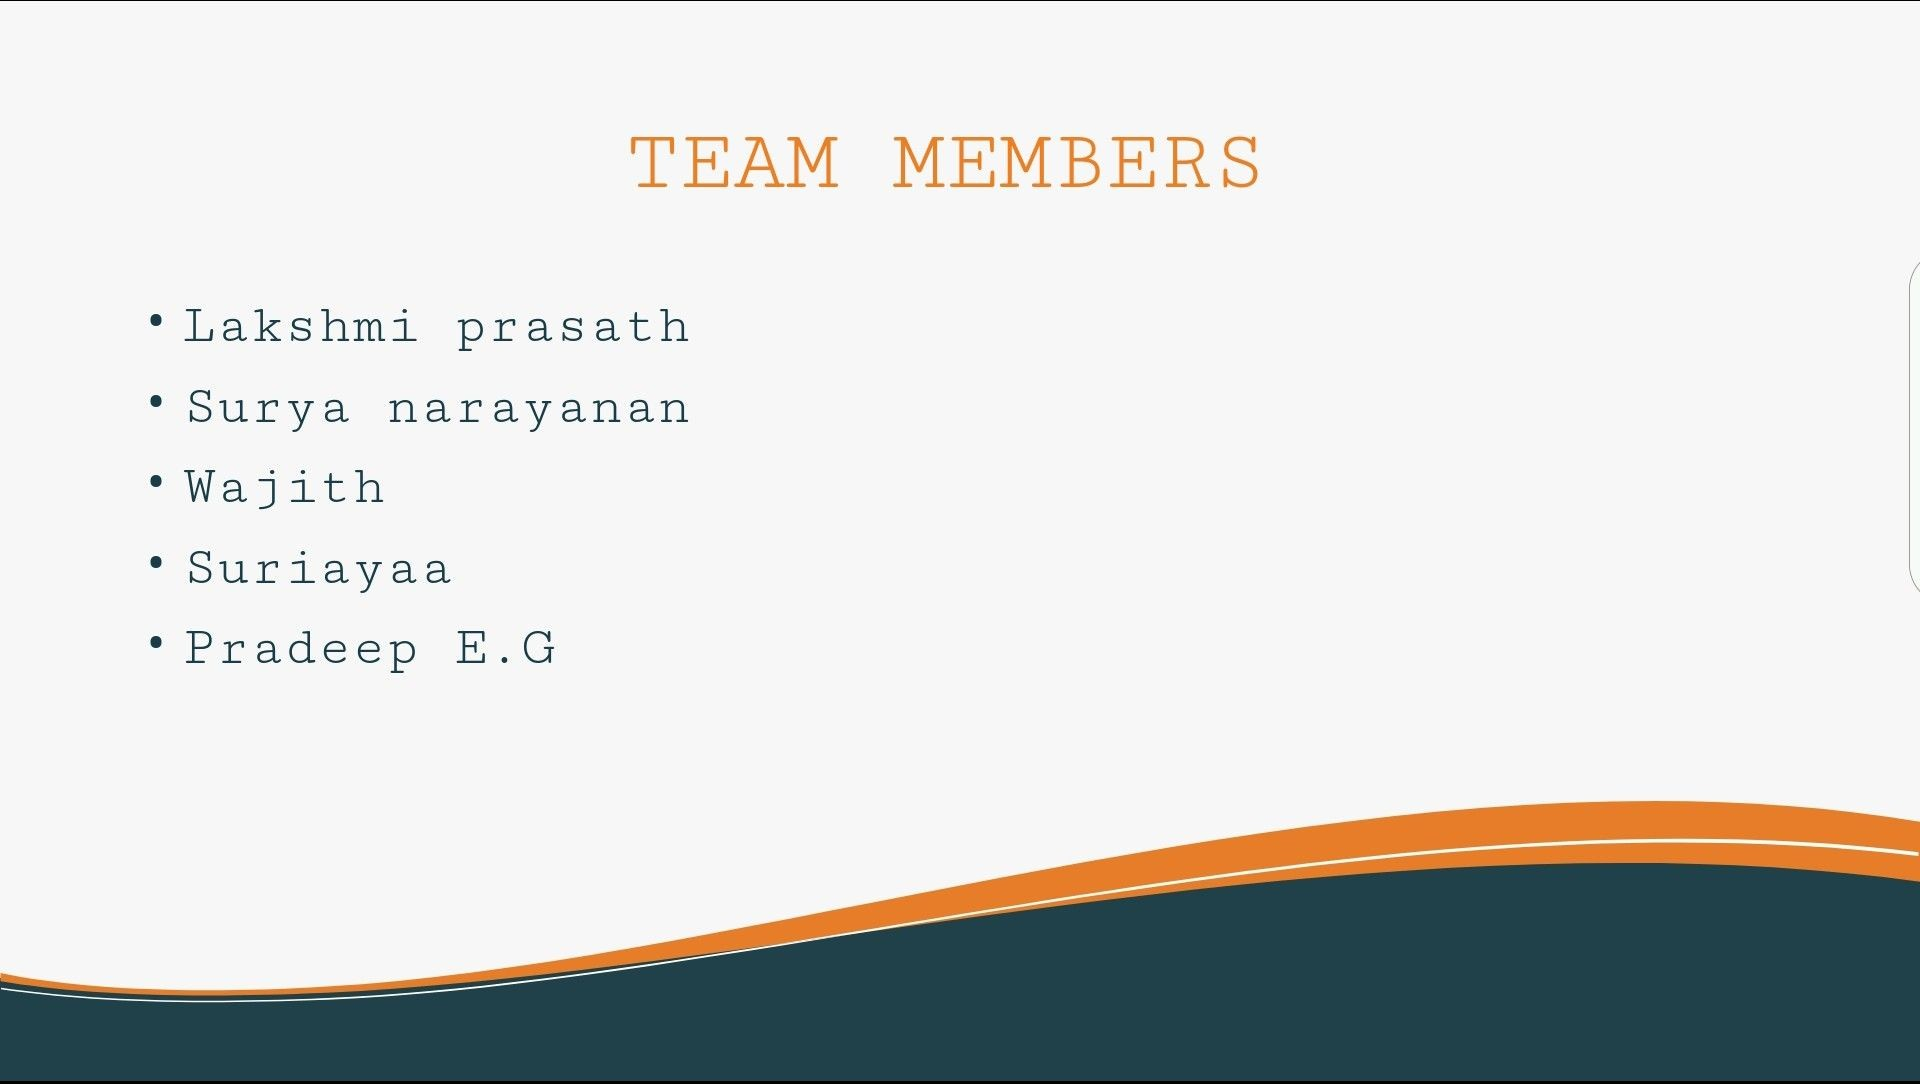 TEAM MEMBERS
• Lakshmi prasath
• Surya narayanan
• Wajith
• Suriayaa
• Pradeep E.G